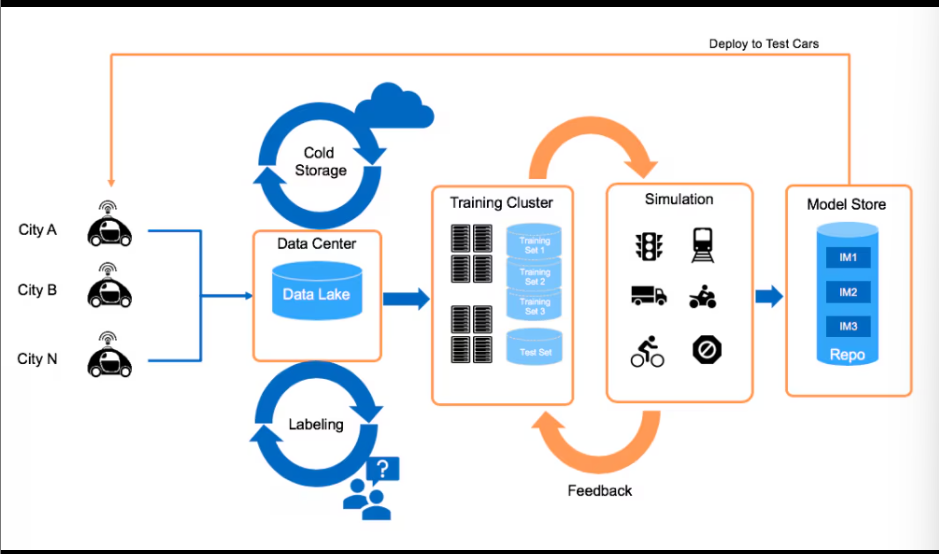 Deploy to Test Cars
Cold
Storage
Training Cluster
Simulation
Model Store
City A
City B
City N
Data Center
Data Lake
Training
Set 1
Training
Set 2
Training
Set 3
Test Set
IM1
IM2
IM3
Repo
Labeling
?
Feedback